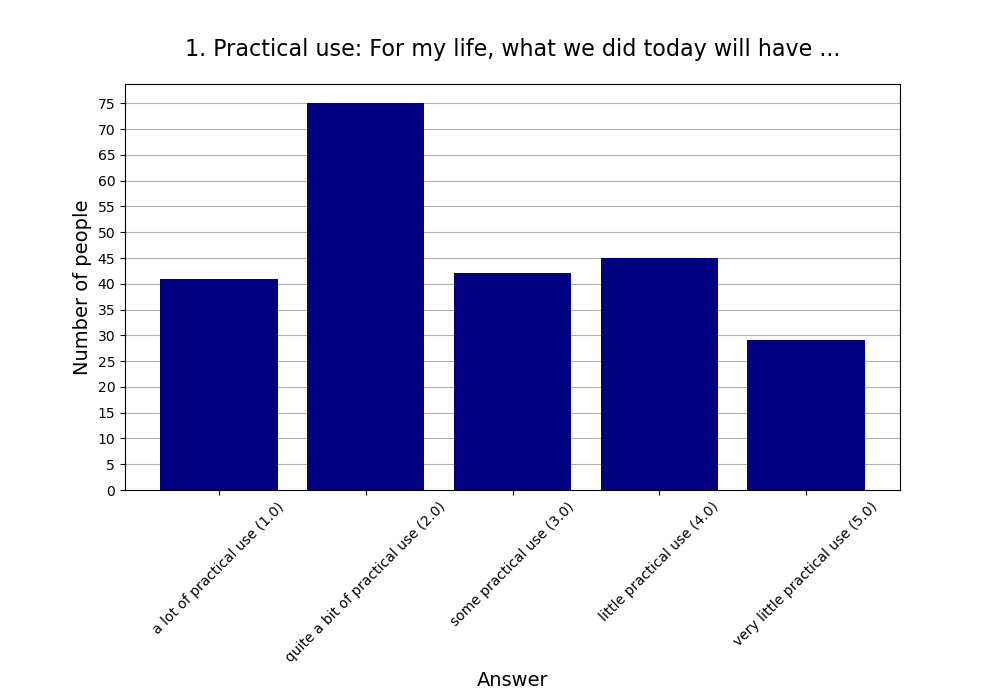 1. Practical use: For my life, what we did today will have ...
Number of people
75
70
65
60
55
50
45
40
35
30
25
20
15
10
5
0
a lot of practical use (1.0)
quite a bit of practical use (2.0)
some practical use (3.0)
little practical use (4.0)
very little practical use (5.0)
Answer